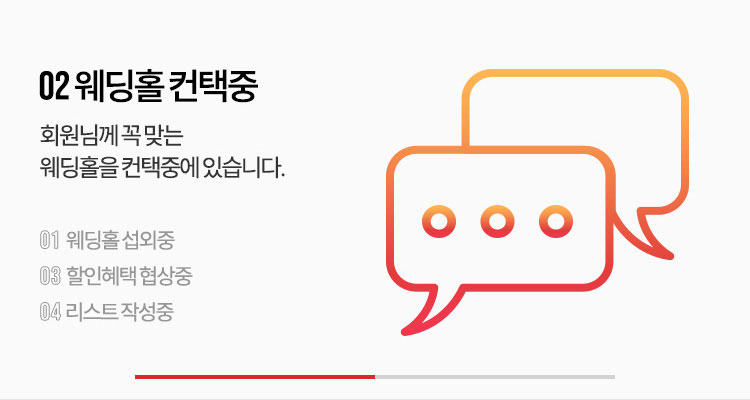 02 웨딩홀 컨택중
회원님께 꼭 맞는
웨딩홀을 컨택중에 있습니다.
01 웨딩홀 섭외중
03 할인혜택 협상중
04 리스트 작성중